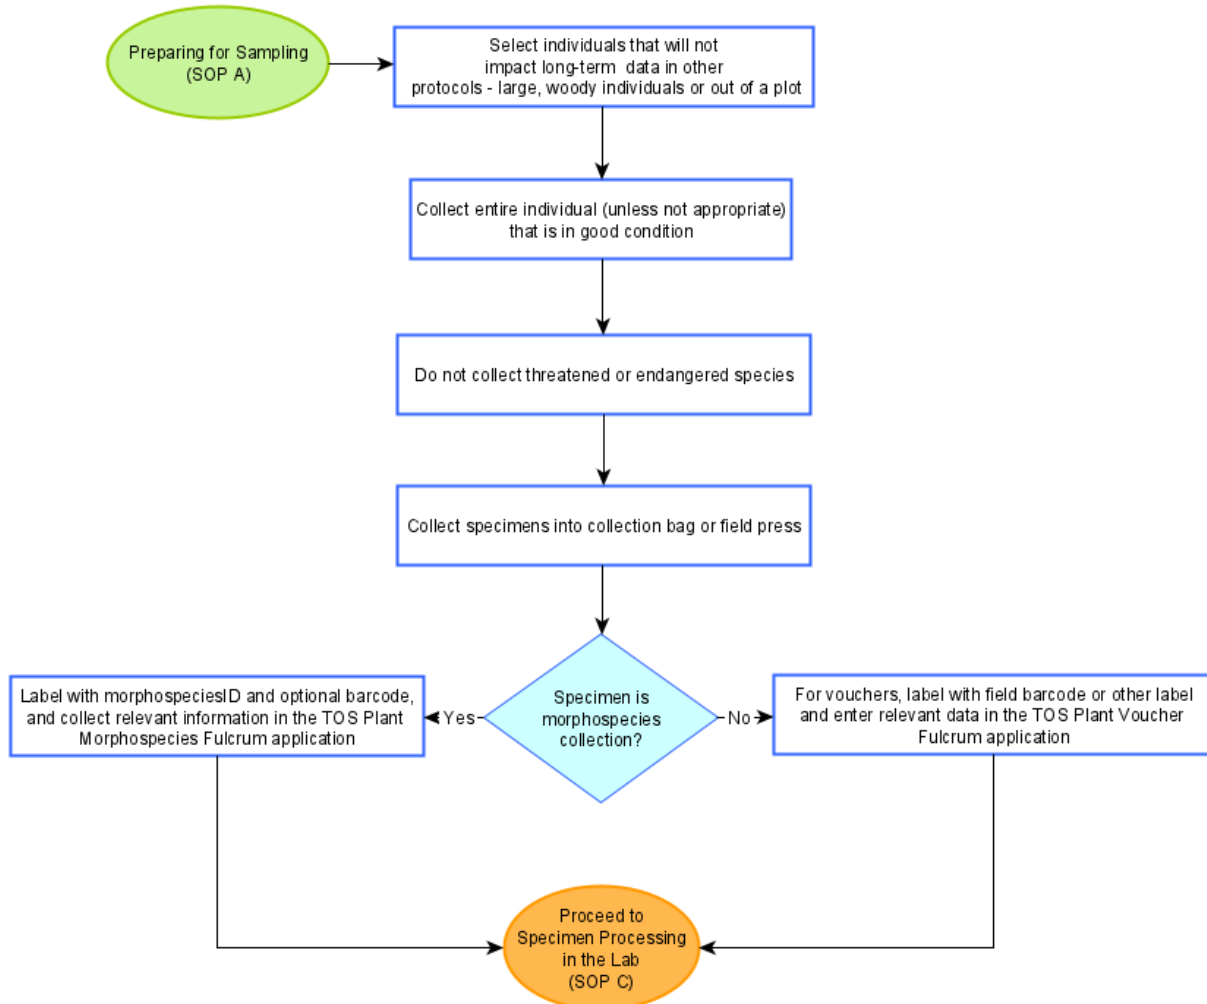 Preparing for Sampling
(SOP A)
Select individuals that will not
impact long-term data in other
protocols - large, woody individuals or out of a plot
Collect entire individual (unless not appropriate)
that is in good condition
Do not collect threatened or endangered species
Collect specimens into collection bag or field press
Specimen is
morphospecies
collection?
Yes
No
Label with morphospeciesID and optional barcode,
and collect relevant information in the TOS Plant
Morphospecies Fulcrum application
For vouchers, label with field barcode or other label
and enter relevant data in the TOS Plant Voucher
Fulcrum application
Proceed to
Specimen Processing
in the Lab
(SOP C)